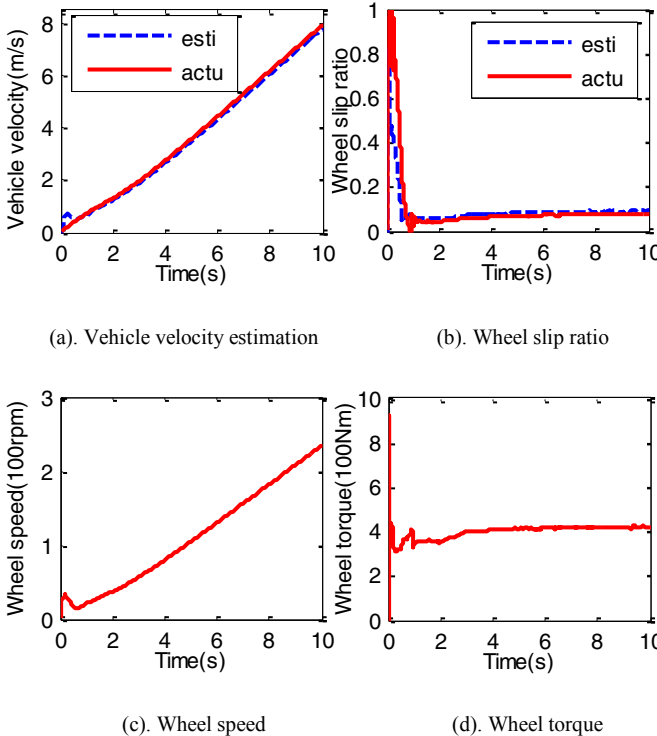 8
6
4
2
0
0 2 4 6 8 10
Vehicle velocity(m/s)
Time(s)
esti
actu
(a). Vehicle velocity estimation
1
0.8
0.6
0.4
0.2
0
0 2 4 6 8 10
Wheel slip ratio
Time(s)
esti
actu
(b). Wheel slip ratio
3
2
1
0
0 2 4 6 8 10
Wheel speed(100rpm)
Time(s)
(c). Wheel speed
10
8
6
4
2
0
0 2 4 6 8 10
Wheel torque(100Nm)
Time(s)
(d). Wheel torque